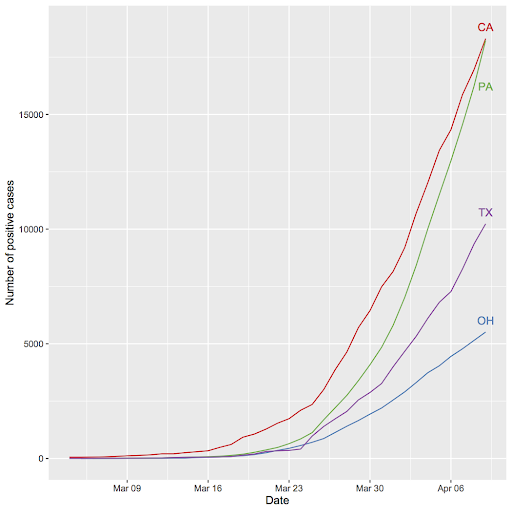 CA
PA
TX
OH
15000
10000
5000
0
Number of positive cases
Mar 09 Mar 16 Mar 23 Mar 30 Apr 06
Date